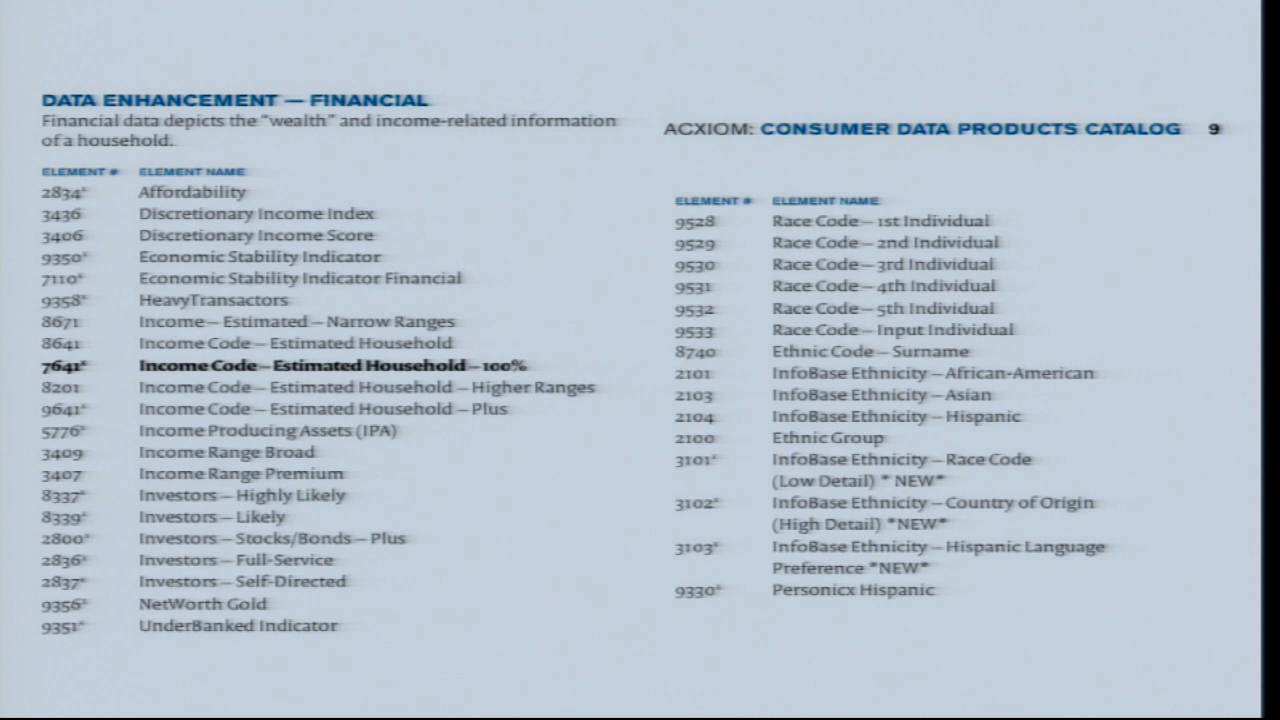 DATA ENHANCEMENT — FINANCIAL
Financial data depicts the “wealth” and income-related information
of a household.
ELEMENT # ELEMENT NAME
2834* Affordability
3436 Discretionary Income Index
3406 Discretionary Income Score
9350* Economic Stability Indicator
7110* Economic Stability Indicator Financial
9358* HeavyTransactors
8671 Income – Estimated – Narrow Ranges
8641 Income Code – Estimated Household
7641* Income Code – Estimated Household – 100%
8201 Income Code – Estimated Household – Higher Ranges
9641* Income Code – Estimated Household – Plus
5776* Income Producing Assets (IPA)
3409 Income Range Broad
3407 Income Range Premium
8337* Investors – Highly Likely
8339* Investors – Likely
2800* Investors – Stocks/Bonds – Plus
2836* Investors – Full-Service
2837* Investors – Self-Directed
9356* NetWorth Gold
9351* UnderBanked Indicator
ACXIOM: CONSUMER DATA PRODUCTS CATALOG 9
ELEMENT # ELEMENT NAME
9528 Race Code – 1st Individual
9529 Race Code – 2nd Individual
9530 Race Code – 3rd Individual
9531 Race Code – 4th Individual
9532 Race Code – 5th Individual
9533 Race Code – Input Individual
8740 Ethnic Code – Surname
2101 InfoBase Ethnicity – African-American
2103 InfoBase Ethnicity – Asian
2104 InfoBase Ethnicity – Hispanic
2100 Ethnic Group
3101* InfoBase Ethnicity – Race Code
(Low Detail) * NEW*
3102* InfoBase Ethnicity – Country of Origin
(High Detail) *NEW*
3103* InfoBase Ethnicity – Hispanic Language
Preference *NEW*
9330* Personicx Hispanic